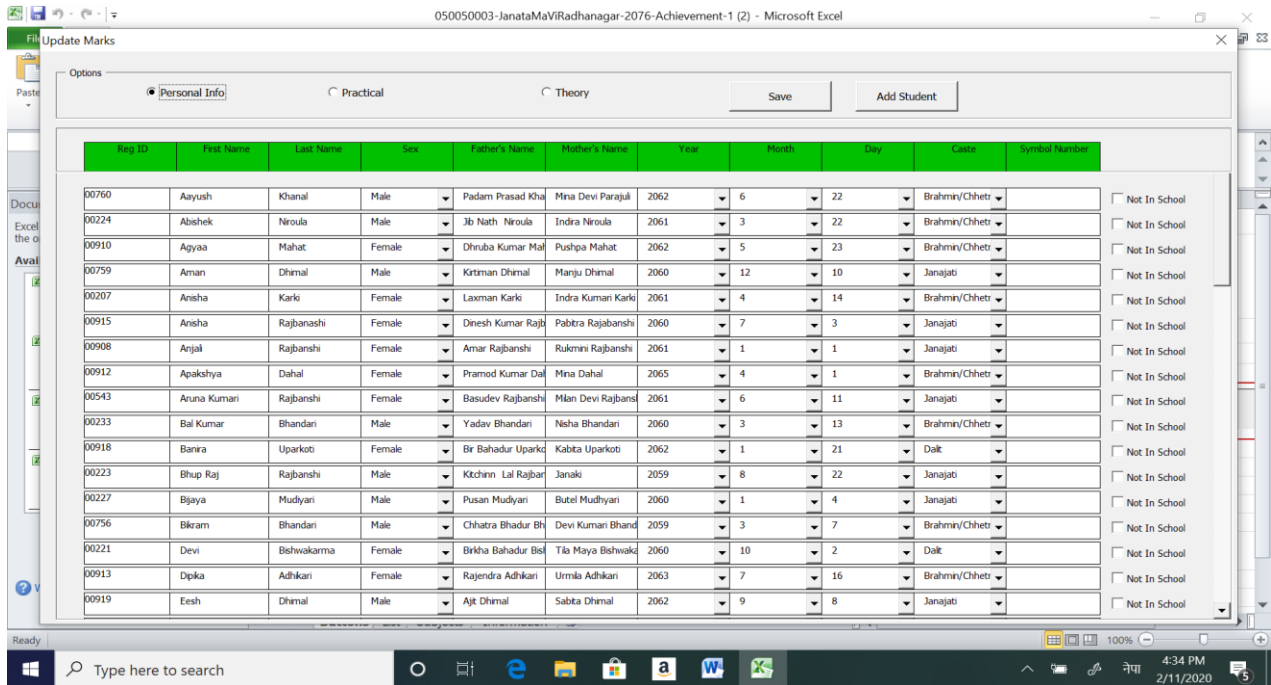 050050003-JanataMaViRadhanagar-2076-Achievement-1 (2) - Microsoft Excel
Update Marks
Paste
Options
Personal Info Practical Theory Save Add Student
Reg ID First Name Last Name Sex Father's Name Mother's Name Year Month Day Caste Symbol Number
00760 Aayush Khanal Male Padam Prasad Kha Mina Devi Parajuli 2062 6 22 Brahmin/Chhetr Not In School
00224 Abishek Niroula Male Jib Nath Niroula Indira Niroula 2061 3 22 Brahmin/Chhetr Not In School
00910 Agyaa Mahat Female Dhruba Kumar Mah Pushpa Mahat 2062 5 23 Brahmin/Chhetr Not In School
00759 Aman Dhimal Male Kirtiman Dhimal Manju Dhimal 2060 12 10 Janajati Not In School
00207 Anisha Karki Female Laxman Karki Indra Kumari Karki 2061 4 14 Brahmin/Chhetr Not In School
00915 Anisha Rajbanashi Female Dinesh Kumar Rajb Pabitra Rajabanshi 2060 7 3 Janajati Not In School
00908 Anjali Rajbanshi Female Amar Rajbanshi Rukmini Rajbanshi 2061 1 1 Janajati Not In School
00912 Apakshya Dahal Female Pramod Kumar Dal Mina Dahal 2065 4 1 Brahmin/Chhetr Not In School
00543 Aruna Kumari Rajbanshi Female Basudev Rajbanshi Milan Devi Rajbansl 2061 6 11 Janajati Not In School
00233 Bal Kumar Bhandari Male Yadav Bhandari Nisha Bhandari 2060 3 13 Brahmin/Chhetr Not In School
00918 Banira Uparkoti Female Bir Bahadur Uparko Kabita Uparkoti 2062 1 21 Dalit Not In School
00223 Bhup Raj Rajbanshi Male Kitchinn Lal Rajbar Janaki 2059 8 22 Janajati Not In School
00227 Bijaya Mudiyari Male Pusan Mudiyari Butel Mudhyari 2060 1 4 Janajati Not In School
00756 Bikram Bhandari Male Chhatra Bhadur Bh Devi Kumari Bhand 2059 3 7 Brahmin/Chhetr Not In School
00221 Devi Bishwakarma Female Birkha Bahadur Bisl Tila Maya Bishwaka 2060 10 2 Dalit Not In School
00913 Dipika Adhikari Female Rajendra Adhikari Urmila Adhikari 2063 7 16 Brahmin/Chhetr Not In School
00919 Eesh Dhimal Male Ajit Dhimal Sabita Dhimal 2062 9 8 Janajati Not In School
Docu
Excel
the o
Avai
Ready 100%
Type here to search
नेपा
4:34 PM
2/11/2020
5